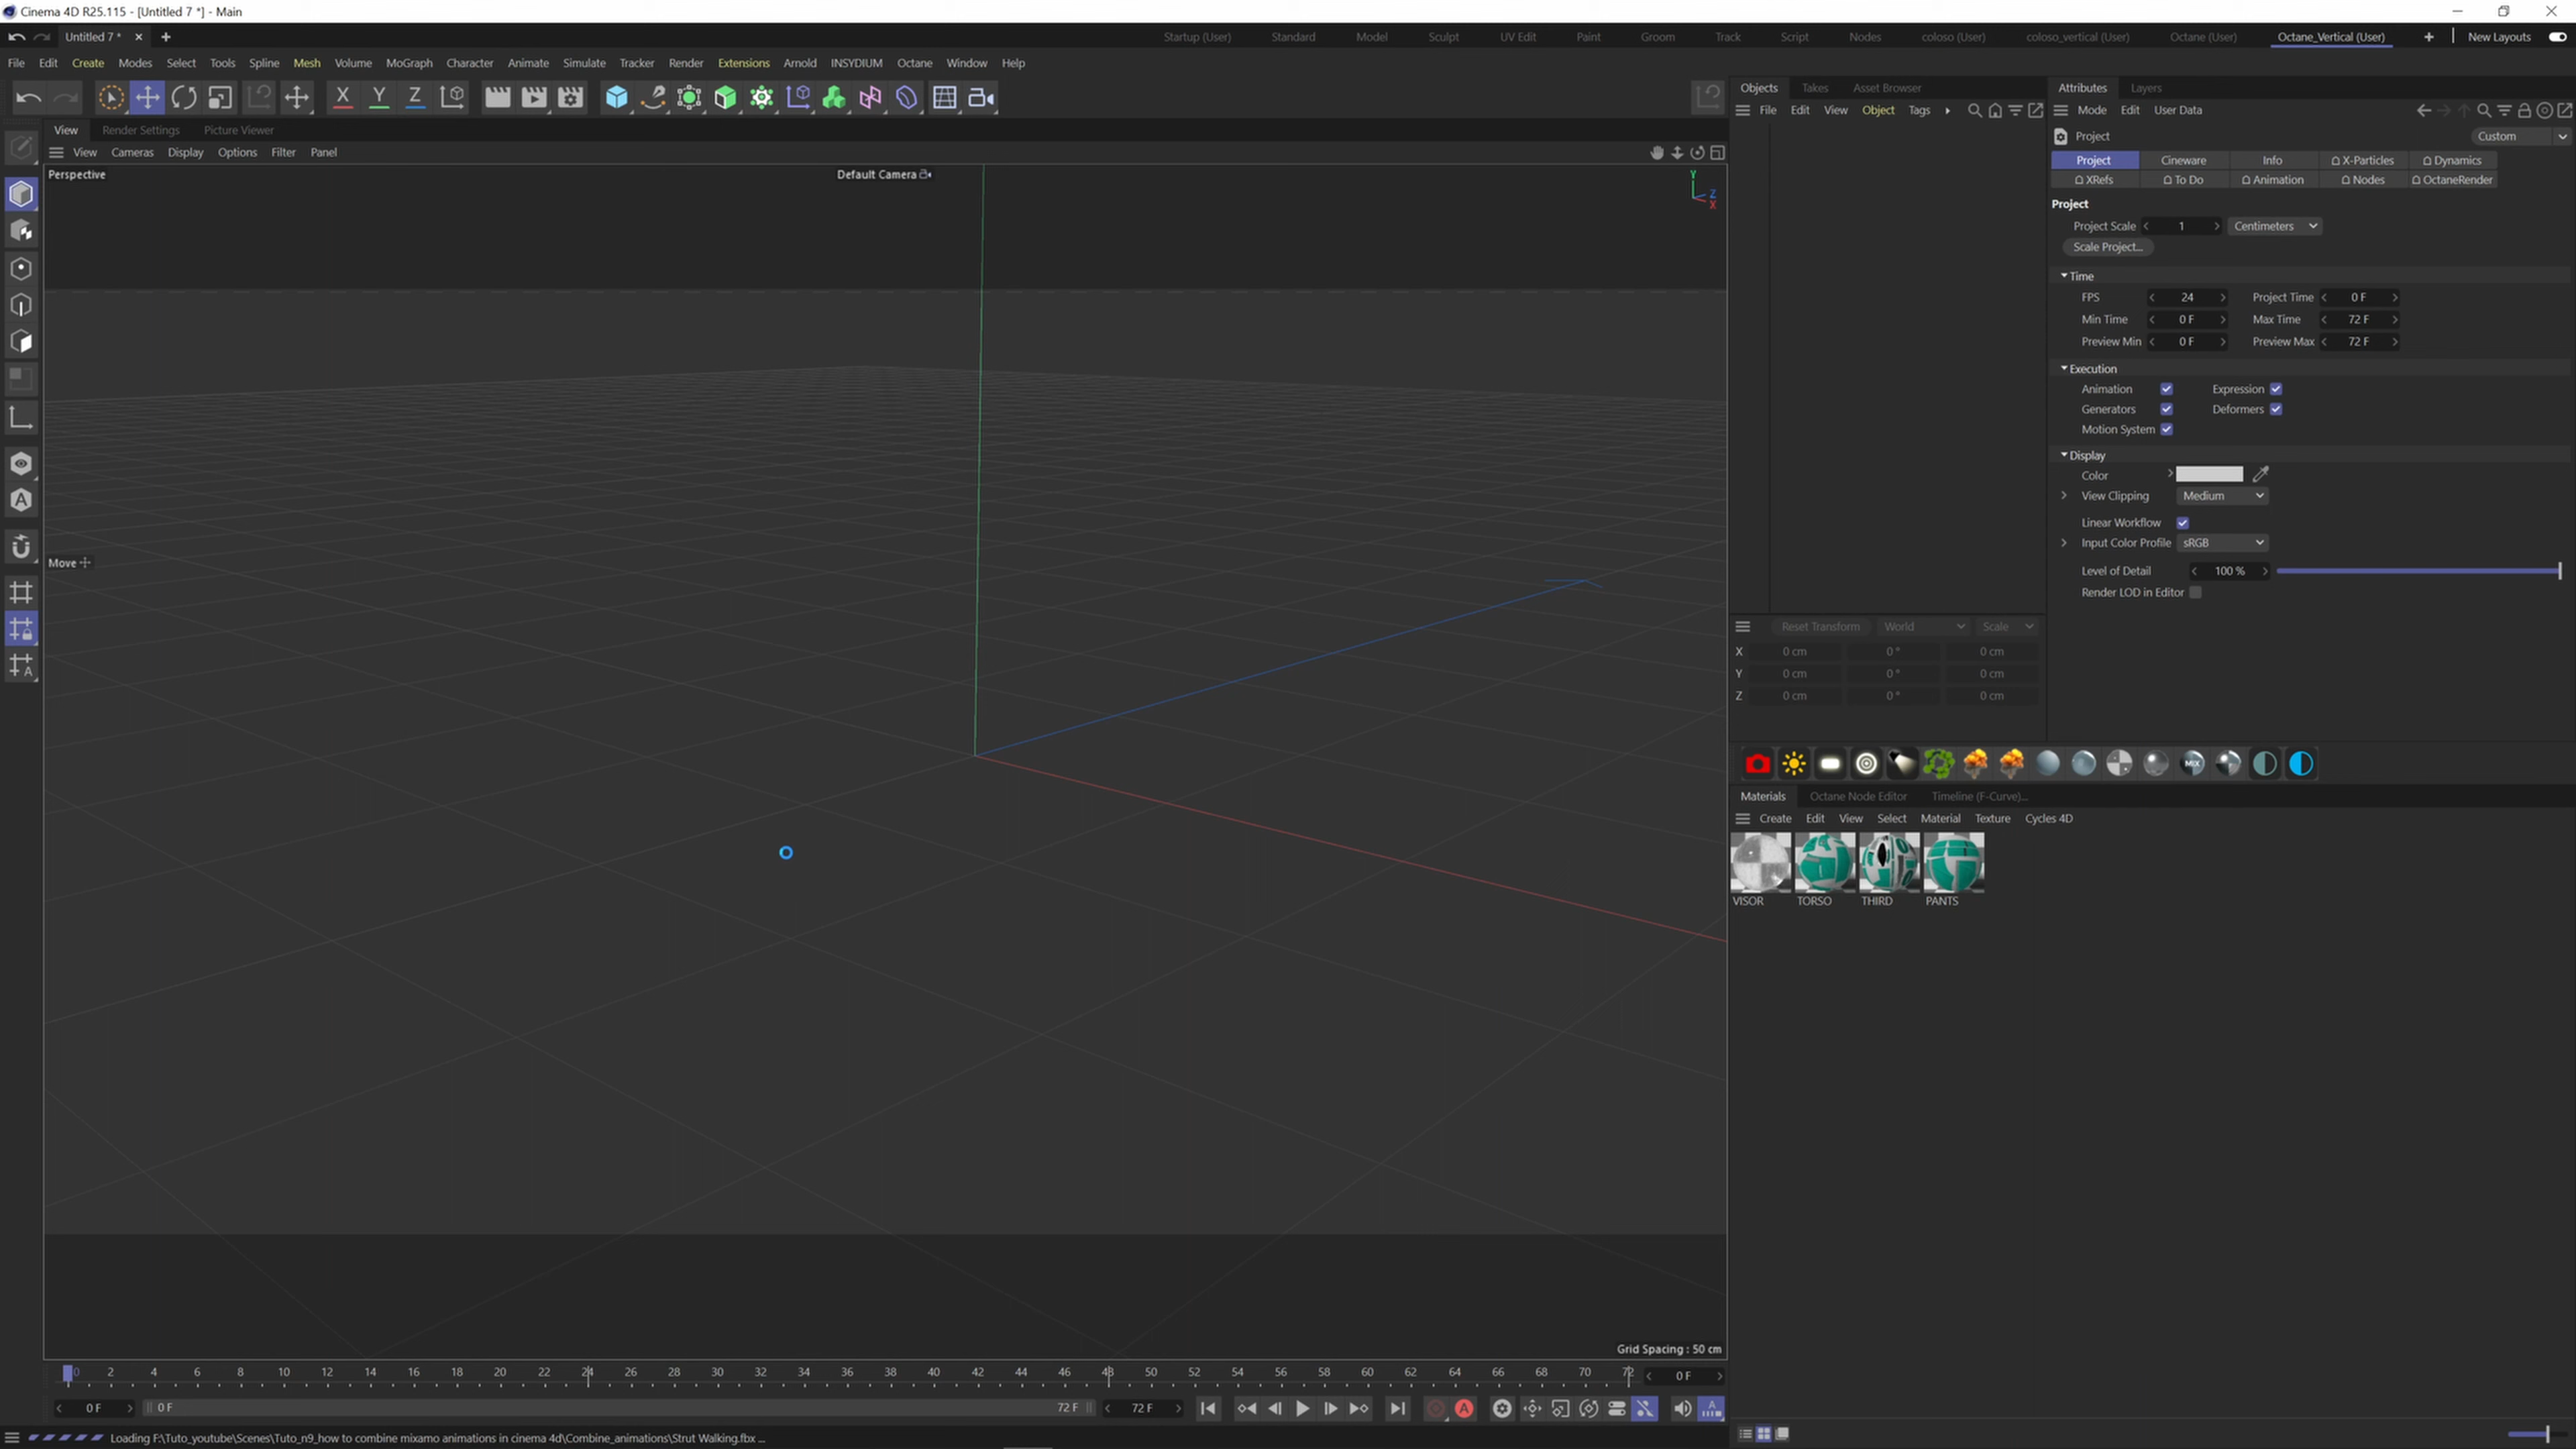 Cinema 4D R25.115 - [Untitled 7 *] - Main
Untitled 7 *
Startup (User) Standard Model Sculpt UV Edit Paint Groom Track Script Nodes coloso (User) coloso_vertical (User) Octane (User) Octane_Vertical (User) New Layouts
File Edit Create Modes Select Tools Spline Mesh Volume MoGraph Character Animate Simulate Tracker Render Extensions Arnold INSYDIUM Octane Window Help
X Y Z
View Render Settings Picture Viewer
View Cameras Display Options Filter Panel
Perspective
Default Camera
Y
Z
X
Move
Grid Spacing : 50 cm
Objects Takes Asset Browser
File Edit View Object Tags
Reset Transform World Scale
X 0 cm 0 ° 0 cm
Y 0 cm 0 ° 0 cm
Z 0 cm 0 ° 0 cm
Attributes Layers
Mode Edit User Data
Project
Custom
Project Cineware Info X-Particles Dynamics
XRefs To Do Animation Nodes OctaneRender
Project
Project Scale 1 Centimeters
Scale Project...
Time
FPS 24 Project Time 0 F
Min Time 0 F Max Time 72 F
Preview Min 0 F Preview Max 72 F
Execution
Animation Expression
Generators Deformers
Motion System
Display
Color
View Clipping Medium
Linear Workflow
Input Color Profile sRGB
Level of Detail 100 %
Render LOD in Editor
MIX
Materials Octane Node Editor Timeline (F-Curve)...
Create Edit View Select Material Texture Cycles 4D
VISOR TORSO THIRD PANTS
0 2 4 6 8 10 12 14 16 18 20 22 24 26 28 30 32 34 36 38 40 42 44 46 48 50 52 54 56 58 60 62 64 66 68 70 72 0 F
0 F 0 F 72 F 72 F
Loading F:\Tuto_youtube\Scenes\Tuto_n9_how to combine mixamo animations in cinema 4d\Combine_animations\Strut Walking.fbx ...